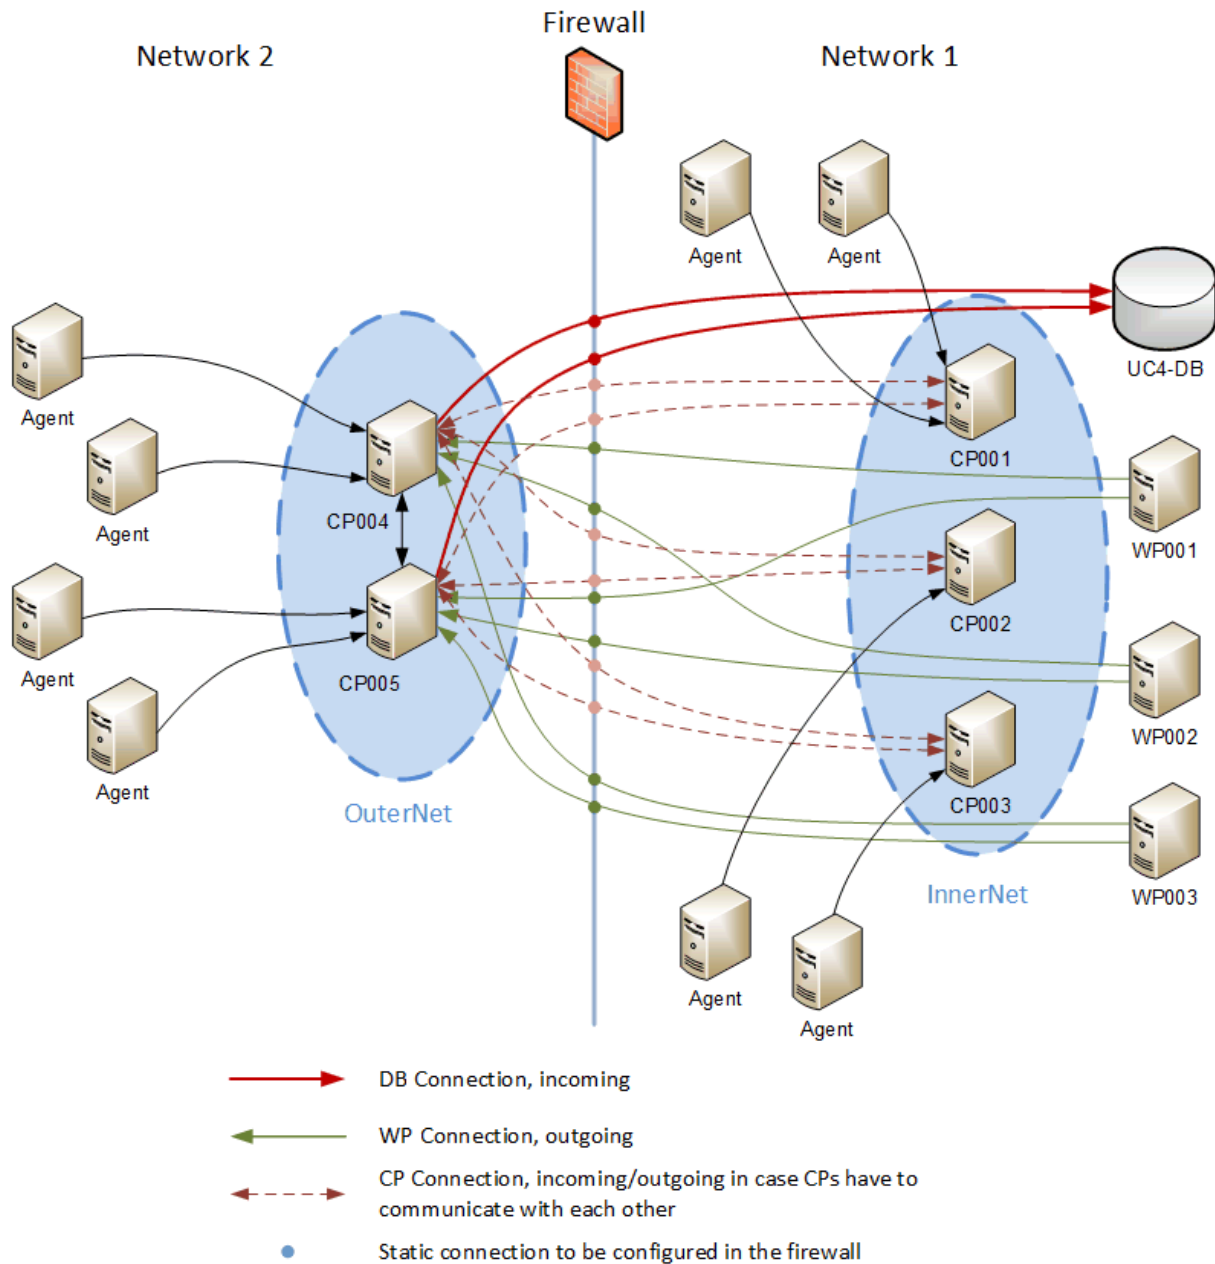 Firewall
Network 2
Network 1
Agent
Agent
UC4-DB
Agent
CP001
CP004
Agent
WP001
CP002
Agent
CP005
WP002
Agent
CP003
OuterNet
InnerNet
WP003
Agent
Agent
DB Connection, incoming
WP Connection, outgoing
CP Connection, incoming/outgoing in case CPs have to
communicate with each other
Static connection to be configured in the firewall